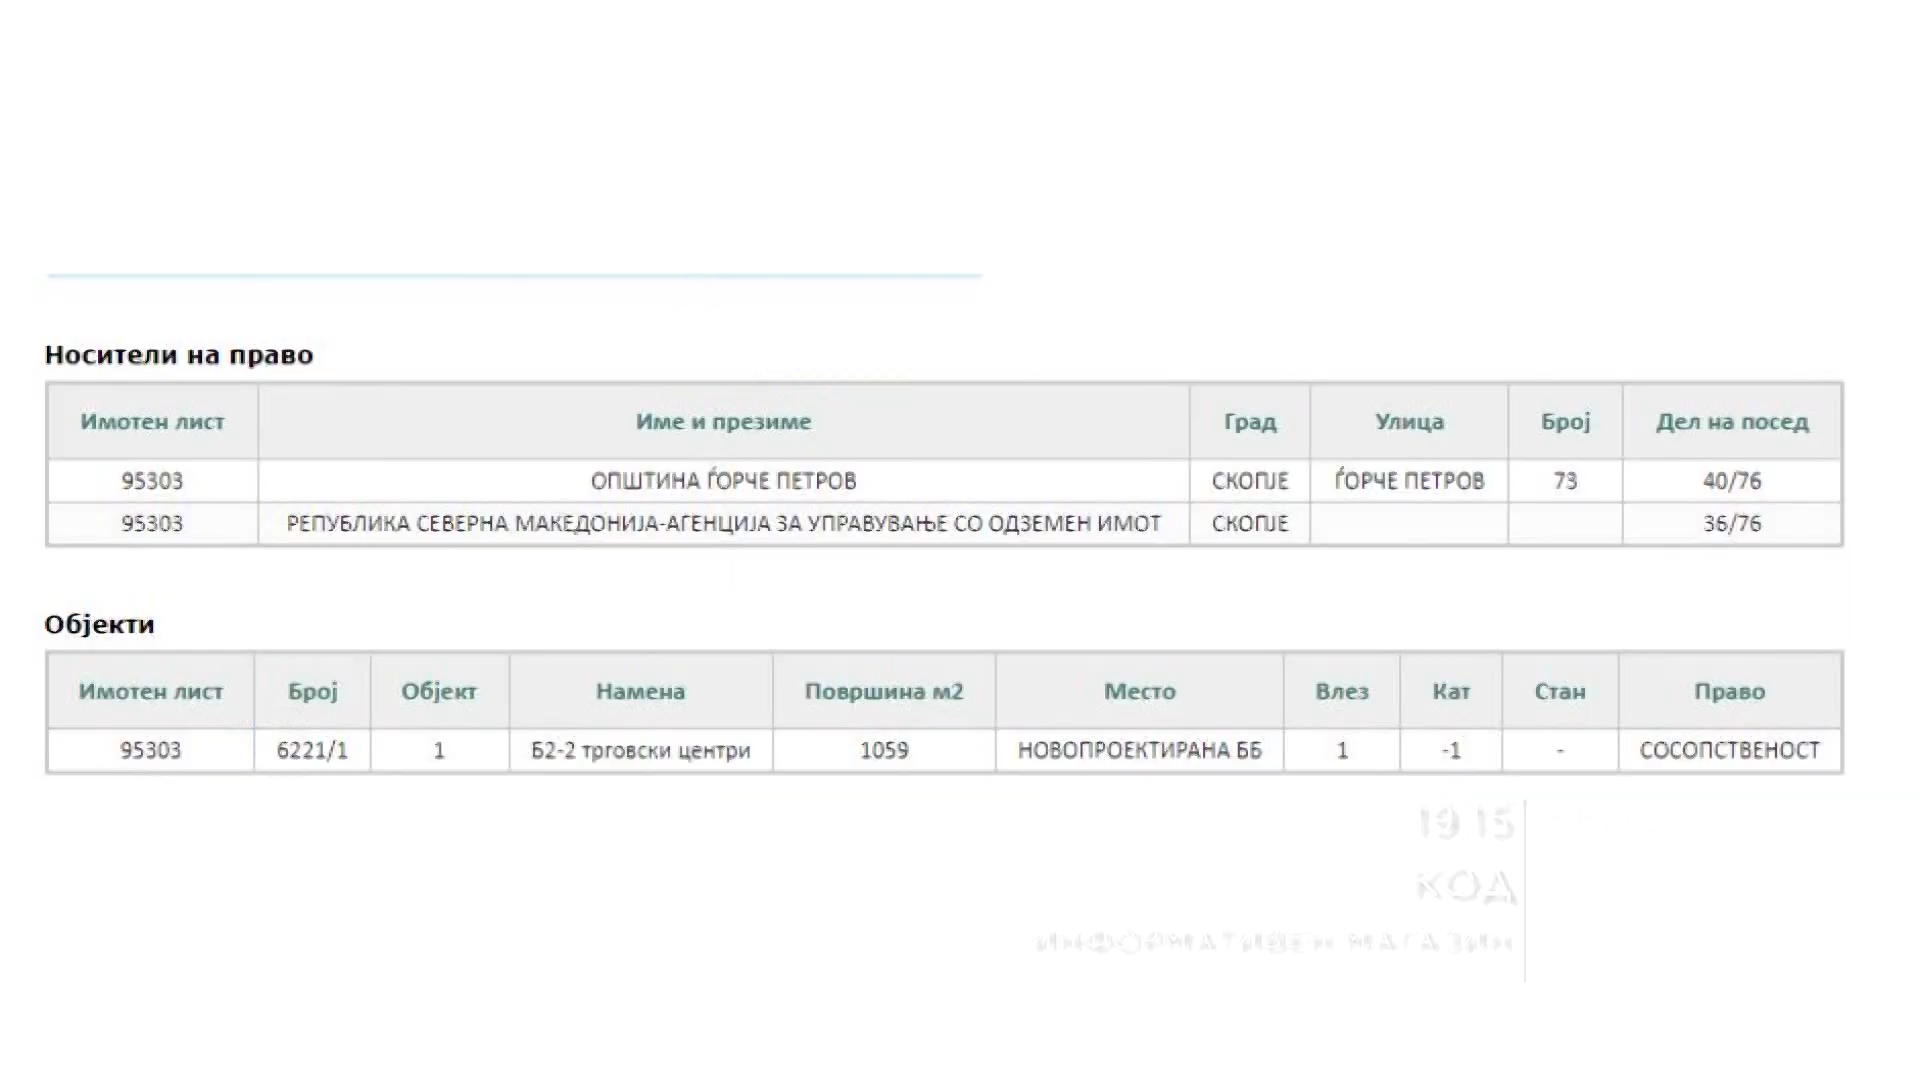 Носители на право
Имотен лист Име и презиме Град Улица Број Дел на посед
95303 ОПШТИНА ЃОРЧЕ ПЕТРОВ СКОПЈЕ ЃОРЧЕ ПЕТРОВ 73 40/76
95303 РЕПУБЛИКА СЕВЕРНА МАКЕДОНИЈА-АГЕНЦИЈА ЗА УПРАВУВАЊЕ СО ОДЗЕМЕН ИМОТ СКОПЈЕ 36/76
Објекти
Имотен лист Број Објект Намена Површина м2 Место Влез Кат Стан Право
95303 6221/1 1 Б2-2 трговски центри 1059 НОВОПРОЕКТИРАНА ББ 1 -1 - СОСОПСТВЕНОСТ
19 15
КОД
ИНФОРМАТИВЕН МАГАЗИН